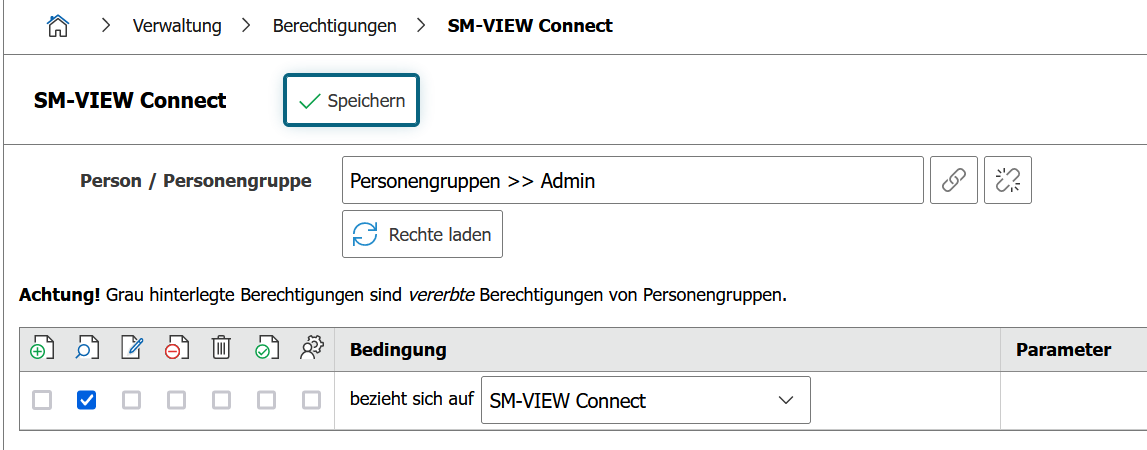 Verwaltung > Berechtigungen > SM-VIEW Connect
SM-VIEW Connect Speichern
Person / Personengruppe Personengruppen >> Admin
Rechte laden
Achtung! Grau hinterlegte Berechtigungen sind vererbte Berechtigungen von Personengruppen.
Bedingung Parameter
bezieht sich auf SM-VIEW Connect